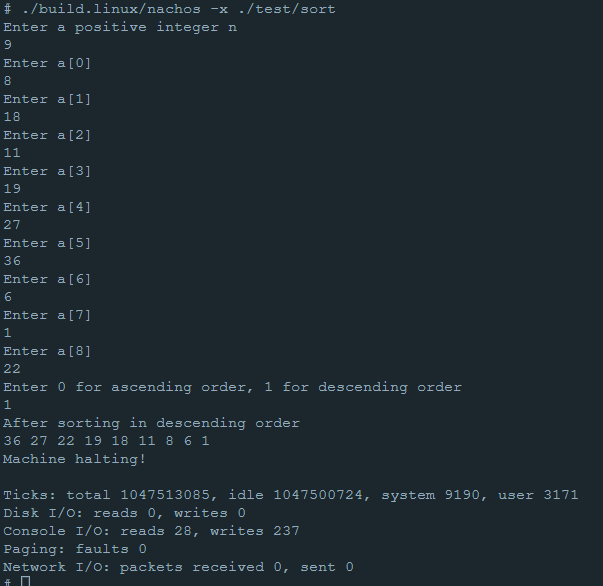 # ./build.linux/nachos -x ./test/sort
Enter a positive integer n
9
Enter a[0]
8
Enter a[1]
18
Enter a[2]
11
Enter a[3]
19
Enter a[4]
27
Enter a[5]
36
Enter a[6]
6
Enter a[7]
1
Enter a[8]
22
Enter 0 for ascending order, 1 for descending order
1
After sorting in descending order
36 27 22 19 18 11 8 6 1
Machine halting!

Ticks: total 1047513085, idle 1047500724, system 9190, user 3171
Disk I/O: reads 0, writes 0
Console I/O: reads 28, writes 237
Paging: faults 0
Network I/O: packets received 0, sent 0
#